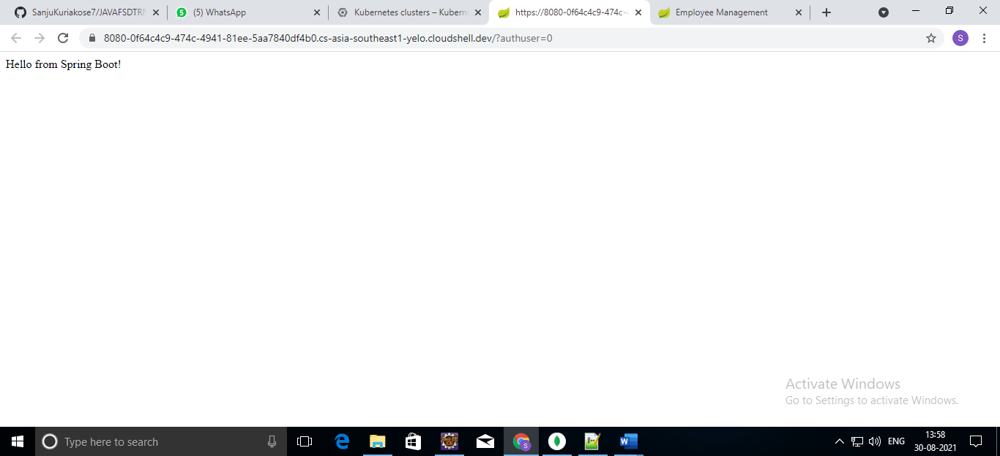 SanjuKuriakose7/JAVAFSDTR
5 (5) WhatsApp
Kubernetes clusters – Kubern
https://8080-0f64c4c9-474c-
Employee Management
8080-0f64c4c9-474c-4941-81ee-5aa7840df4b0.cs-asia-southeast1-yelo.cloudshell.dev/?authuser=0
S
Hello from Spring Boot!
Activate Windows
Go to Settings to activate Windows.
Type here to search
ENG
13:58
30-08-2021